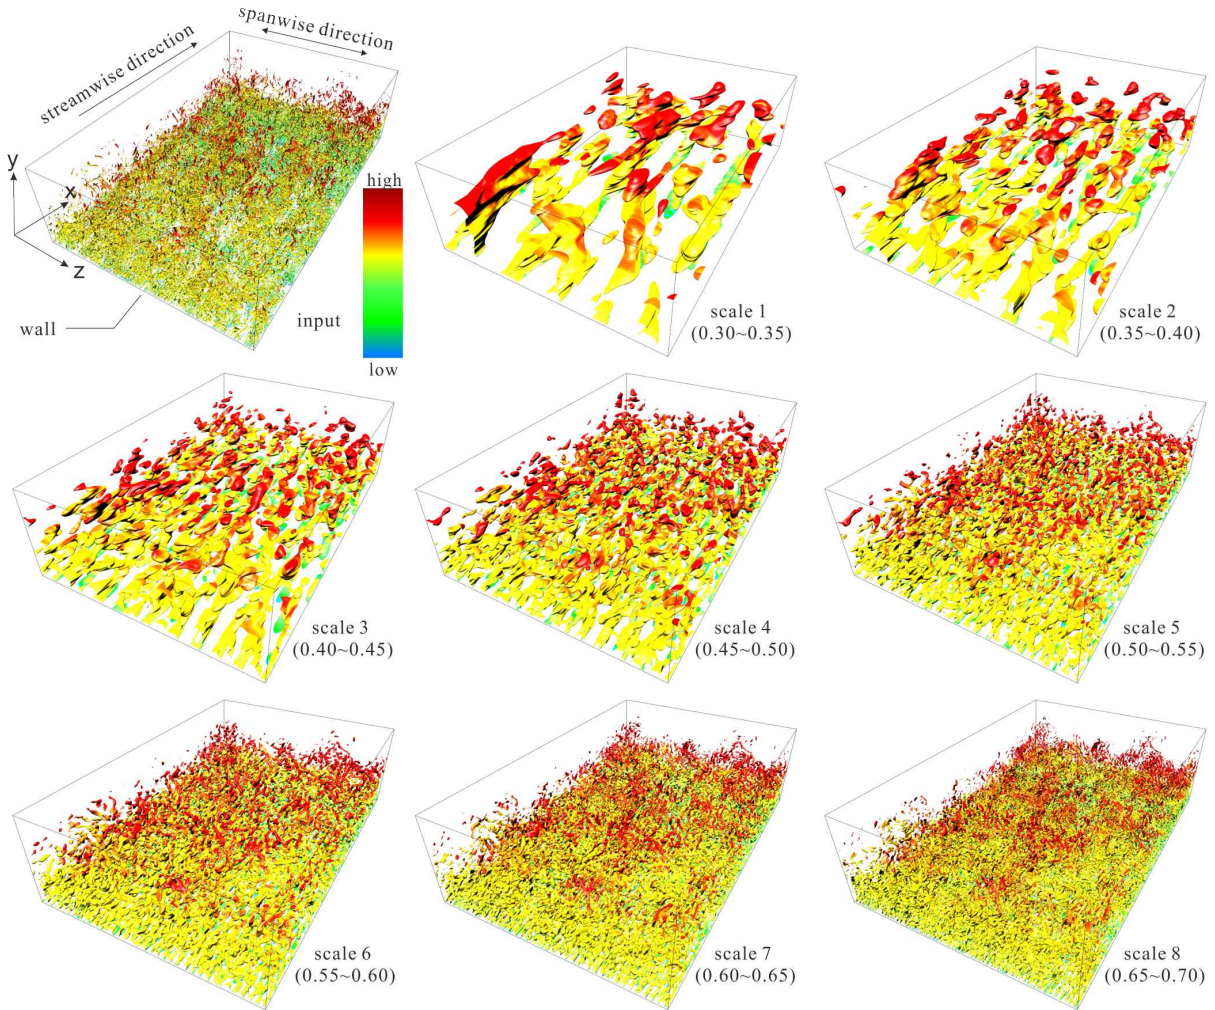 spanwise direction
streamwise direction
y
x
z
wall
high
input
low
scale 1
(0.30~0.35)
scale 2
(0.35~0.40)
scale 3
(0.40~0.45)
scale 4
(0.45~0.50)
scale 5
(0.50~0.55)
scale 6
(0.55~0.60)
scale 7
(0.60~0.65)
scale 8
(0.65~0.70)